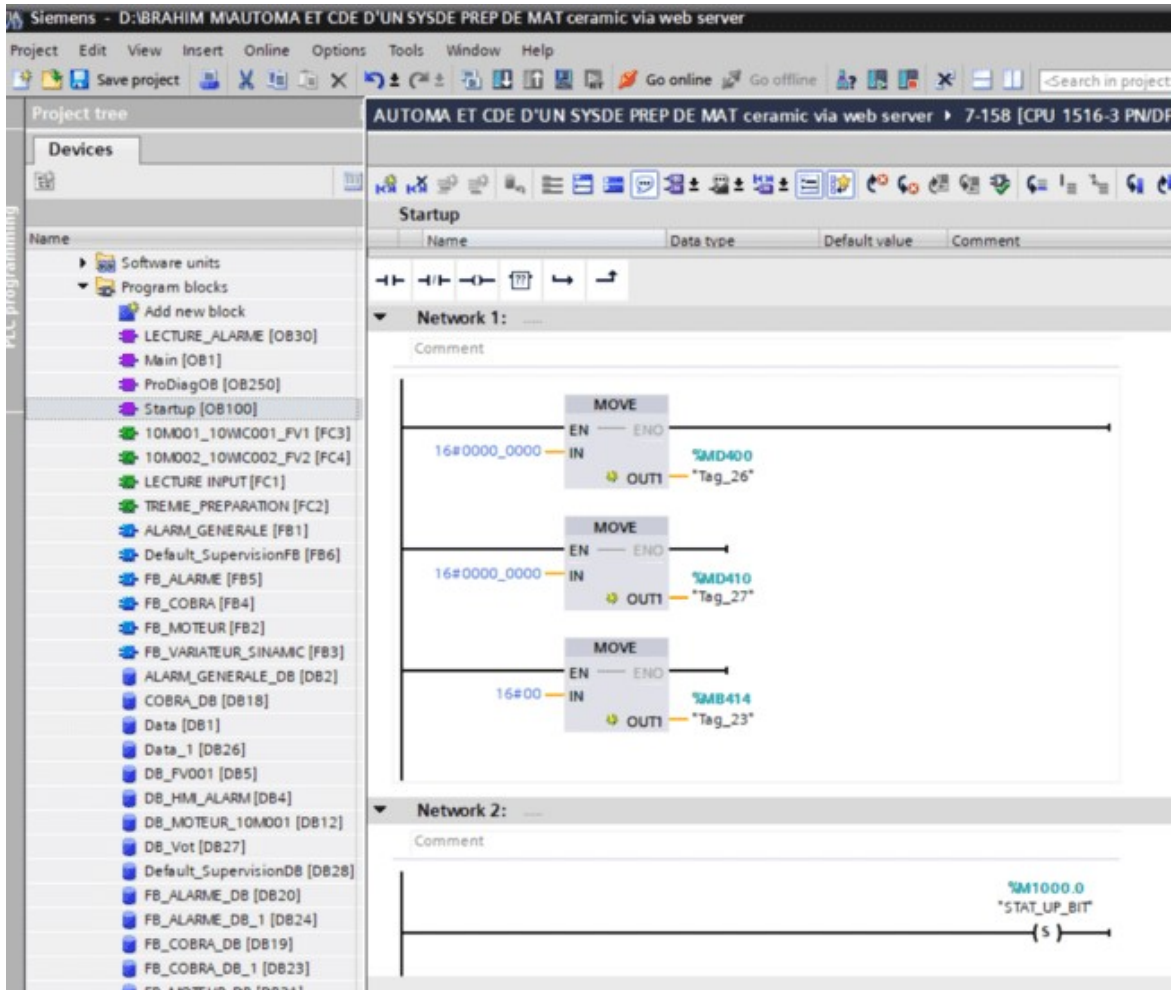 Siemens - D:\BRAHIM M\AUTOMA ET CDE D'UN SYSDE PREP DE MAT ceramic via web server
Project Edit View Insert Online Options Tools Window Help
Save project Go online Go offline <Search in project
Project tree
AUTOMA ET CDE D'UN SYSDE PREP DE MAT ceramic via web server 7-158 [CPU 1516-3 PN/DP
Devices
PLC programming
Name
Software units
Program blocks
Add new block
LECTURE_ALARME [OB30]
Main [OB1]
ProDiagOB [OB250]
Startup [OB100]
10M001_10WIC001_FV1 [FC3]
10M002_10WIC002_FV2 [FC4]
LECTURE INPUT [FC1]
TREMIE_PREPARATION [FC2]
ALARM_GENERALE [FB1]
Default_SupervisionFB [FB6]
FB_ALARME [FB5]
FB_COBRA [FB4]
FB_MOTEUR [FB2]
FB_VARIATEUR_SINAMIC [FB3]
ALARM_GENERALE_DB [DB2]
COBRA_DB [DB18]
Data [DB1]
Data_1 [DB26]
DB_FV001 [DB5]
DB_HMI_ALARM [DB4]
DB_MOTEUR_10M001 [DB12]
DB_Vot [DB27]
Default_SupervisionDB [DB28]
FB_ALARME_DB [DB20]
FB_ALARME_DB_1 [DB24]
FB_COBRA_DB [DB19]
FB_COBRA_DB_1 [DB23]
Startup
Name Data type Default value Comment
??
Network 1: .....
Comment
MOVE
EN ENO
16#0000_0000 IN
%MD400
OUT1 "Tag_26"
MOVE
EN ENO
16#0000_0000 IN
%MD410
OUT1 "Tag_27"
MOVE
EN ENO
16#00 IN
%MB414
OUT1 "Tag_23"
Network 2: .....
Comment
%M1000.0
"STAT_UP_BIT"
S